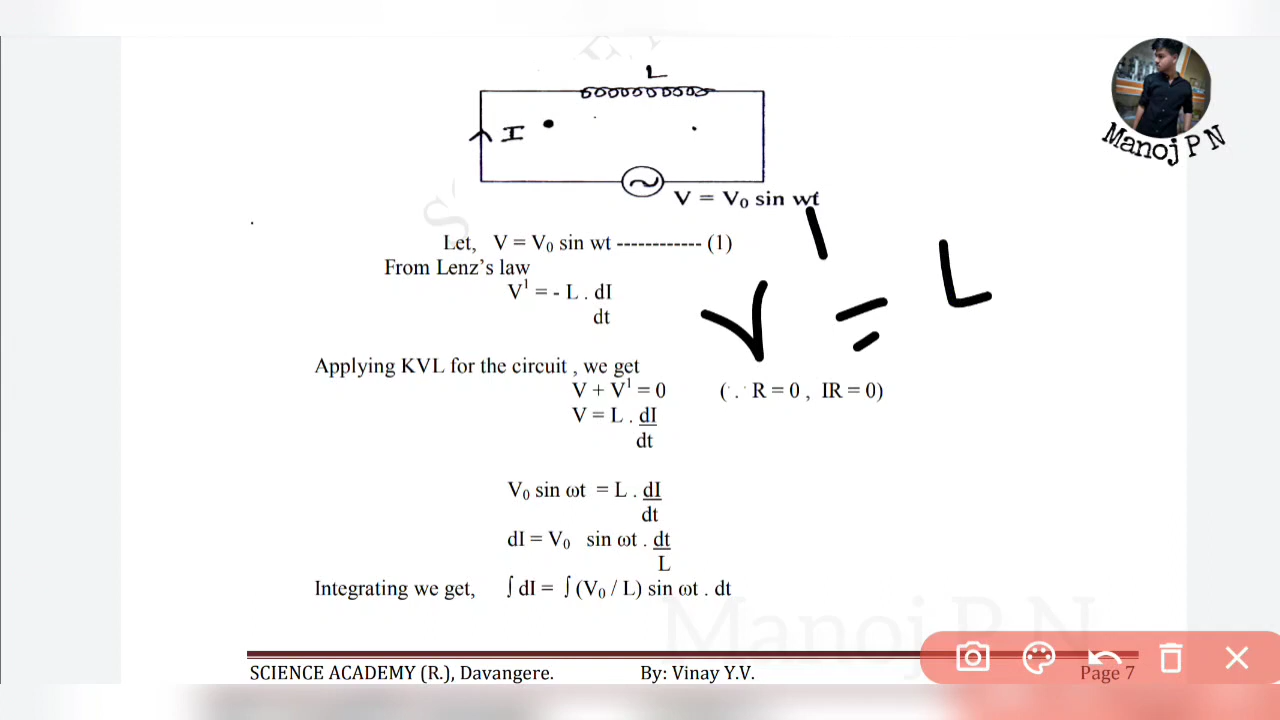 L
I
V = V₀ sin wt
Manoj P N
Let, V = V₀ sin wt ------------ (1)
From Lenz's law
V¹ = - L . dI
dt
V = L
Applying KVL for the circuit , we get
V + V¹ = 0 (∵ R = 0 , IR = 0)
V = L . dI
dt
V₀ sin ωt = L . dI
dt
dI = V₀ sin ωt . dt
L
Integrating we get, ∫ dI = ∫ (V₀ / L) sin ωt . dt
Manoj P N
SCIENCE ACADEMY (R.), Davangere. By: Vinay Y.V. Page 7